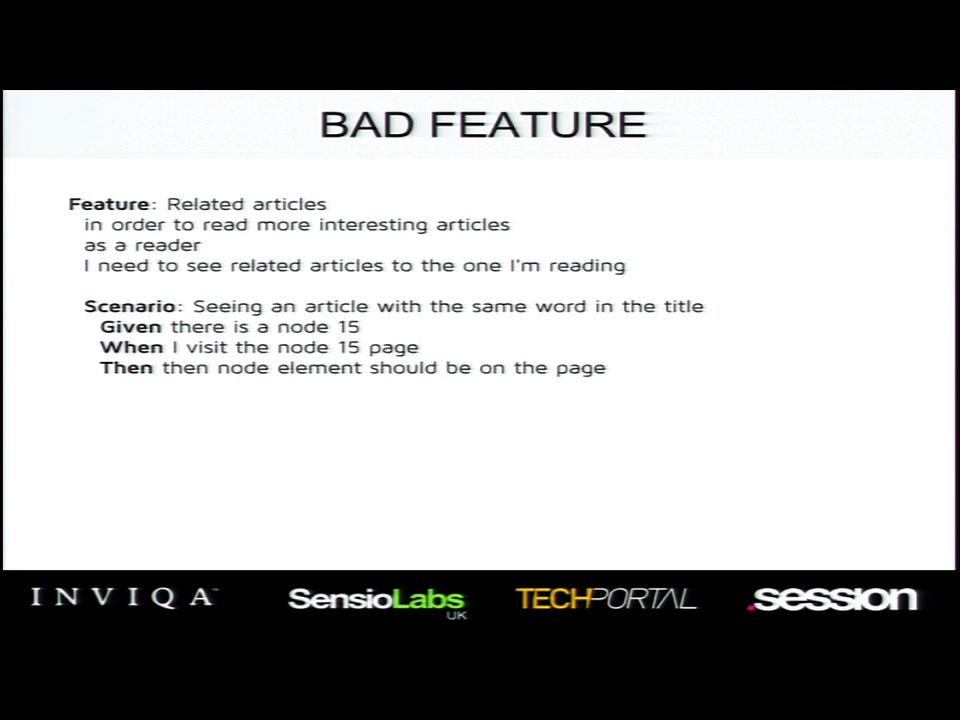 BAD FEATURE
Feature: Related articles
in order to read more interesting articles
as a reader
I need to see related articles to the one I'm reading
Scenario: Seeing an article with the same word in the title
Given there is a node 15
When I visit the node 15 page
Then then node element should be on the page
INVIQA™
SensioLabs
UK
TECHPORTAL
.session